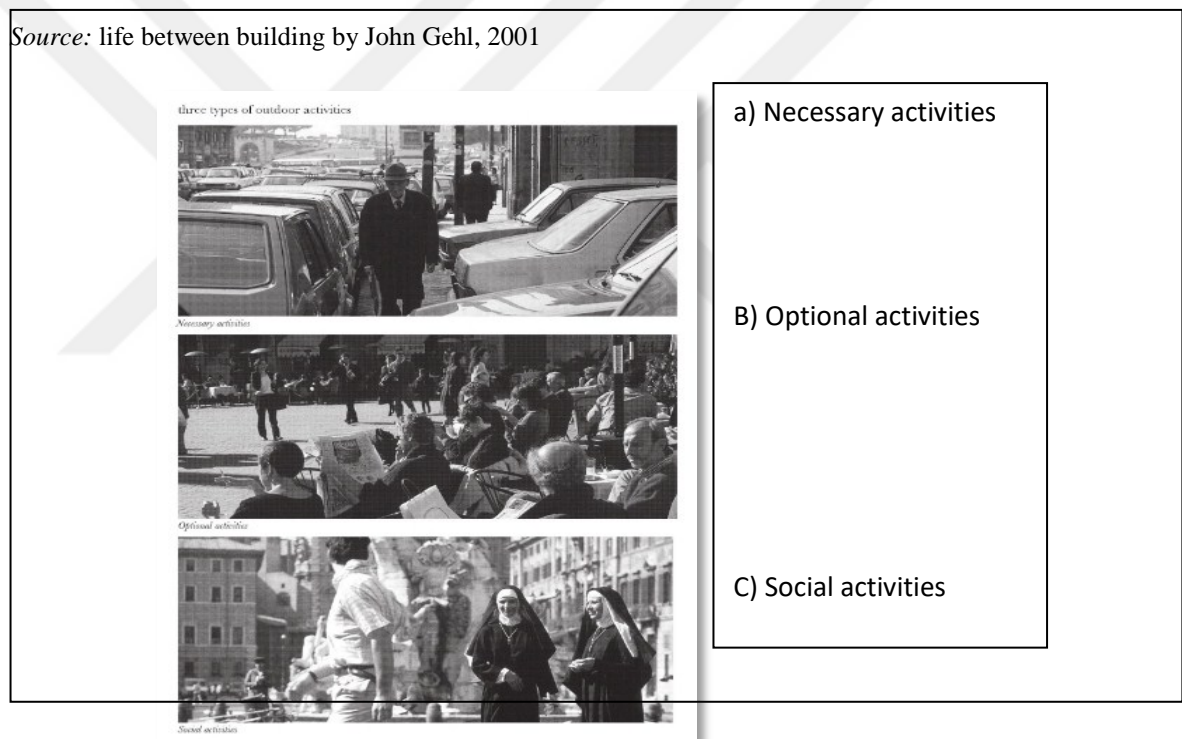 Source: life between building by John Gehl, 2001
three types of outdoor activities
a) Necessary activities
Necessary activities
B) Optional activities
Optional activities
C) Social activities
Social activities